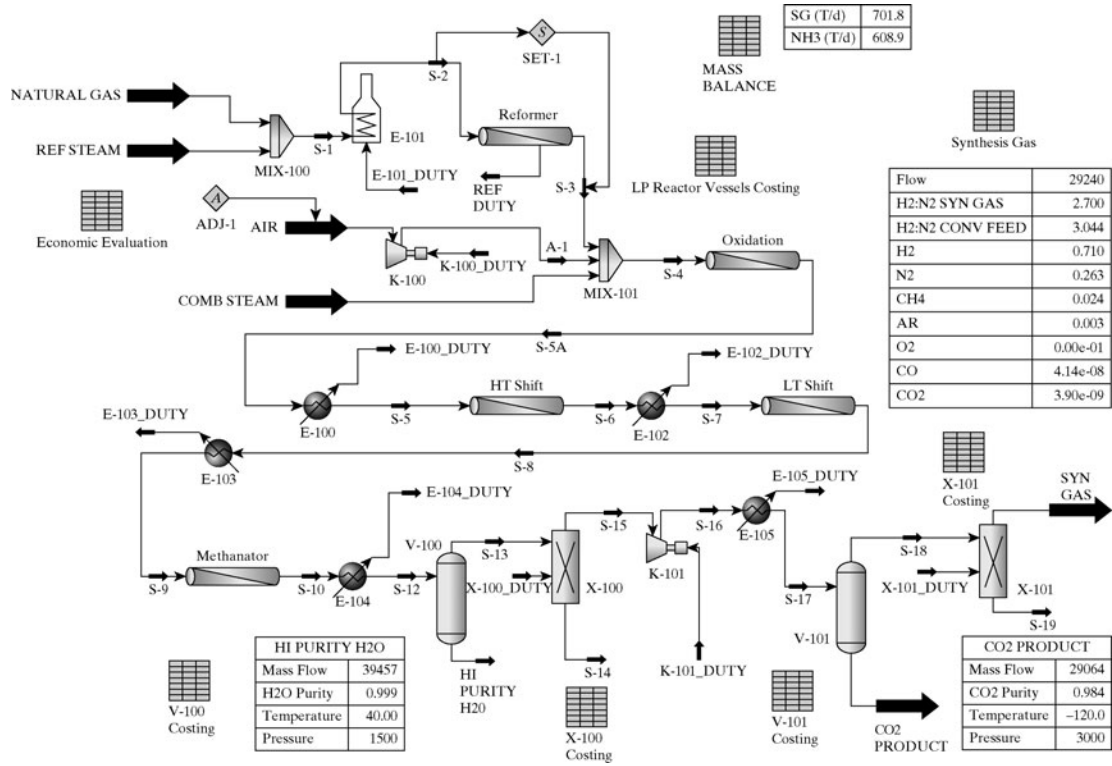 SG (T/d) 701.8
NH3 (T/d) 608.9
S
SET-1
S-2
MASS
BALANCE
NATURAL GAS
REF STEAM
MIX-100
S-1
E-101
E-101_DUTY
Reformer
REF
DUTY
S-3
LP Reactor Vessels Costing
Synthesis Gas
Economic Evaluation
A
ADJ-1
AIR
K-100
K-100_DUTY
A-1
COMB STEAM
MIX-101
S-4
Oxidation
Flow 29240
H2:N2 SYN GAS 2.700
H2:N2 CONV FEED 3.044
H2 0.710
N2 0.263
CH4 0.024
AR 0.003
O2 0.00e-01
CO 4.14e-08
CO2 3.90e-09
S-5A
E-100_DUTY
E-102_DUTY
E-100
S-5
HT Shift
S-6
E-102
S-7
LT Shift
E-103_DUTY
E-103
S-8
E-104_DUTY
E-105_DUTY
X-101
Costing
SYN
GAS
Methanator
S-9
S-10
E-104
S-12
V-100
S-13
X-100_DUTY
X-100
S-15
K-101
S-16
E-105
S-17
V-101
S-18
X-101_DUTY
X-101
S-19
HI
PURITY
H20
S-14
K-101_DUTY
CO2
PRODUCT
V-100
Costing
HI PURITY H2O
Mass Flow 39457
H2O Purity 0.999
Temperature 40.00
Pressure 1500
X-100
Costing
V-101
Costing
CO2 PRODUCT
Mass Flow 29064
CO2 Purity 0.984
Temperature −120.0
Pressure 3000